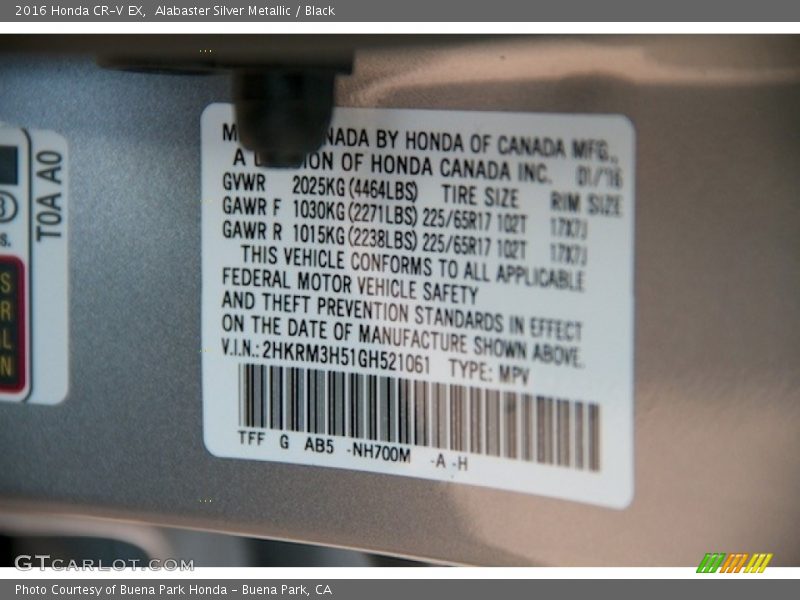 2016 Honda CR-V EX,  Alabaster Silver Metallic / Black
NADA BY HONDA OF CANADA MFG.,
A ION OF HONDA CANADA INC. 01/16
GVWR 2025KG (4464LBS) TIRE SIZE RIM SIZE
GAWR F 1030KG (2271LBS) 225/65R17 102T 17X7J
GAWR R 1015KG (2238LBS) 225/65R17 102T 17X7J
THIS VEHICLE CONFORMS TO ALL APPLICABLE
FEDERAL MOTOR VEHICLE SAFETY
AND THEFT PREVENTION STANDARDS IN EFFECT
ON THE DATE OF MANUFACTURE SHOWN ABOVE.
V.I.N.: 2HKRM3H51GH521061 TYPE: MPV
TFF G AB5 -NH700M -A -H
T0A A0
GTCARLOT.COM
Photo Courtesy of Buena Park Honda - Buena Park, CA